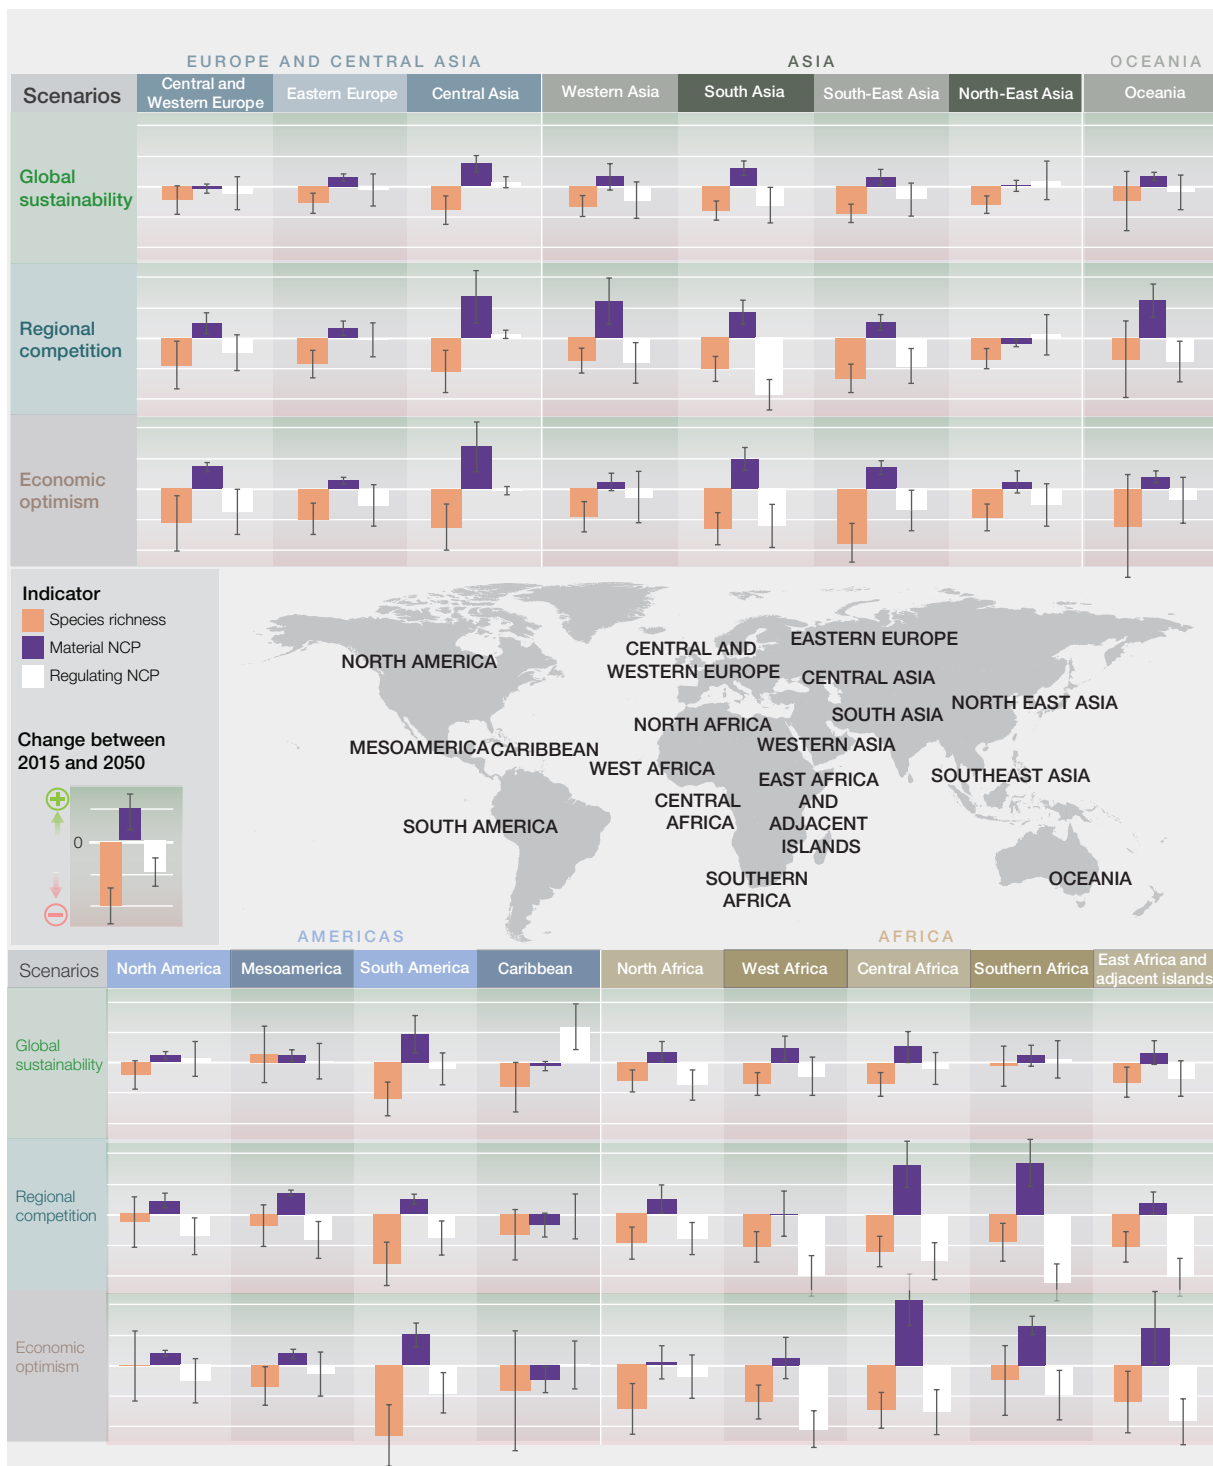 EUROPE AND CENTRAL ASIA
ASIA
OCEANIA
Scenarios
Central and
Western Europe
Eastern Europe
Central Asia
Western Asia
South Asia
South-East Asia
North-East Asia
Oceania
Global
sustainability
Regional
competition
Economic
optimism
Indicator
Species richness
Material NCP
Regulating NCP
Change between
2015 and 2050
0
NORTH AMERICA
CENTRAL AND
WESTERN EUROPE
EASTERN EUROPE
CENTRAL ASIA
NORTH EAST ASIA
SOUTH ASIA
NORTH AFRICA
WESTERN ASIA
MESOAMERICA
CARIBBEAN
WEST AFRICA
SOUTHEAST ASIA
EAST AFRICA
AND
ADJACENT
ISLANDS
CENTRAL
AFRICA
SOUTH AMERICA
SOUTHERN
AFRICA
OCEANIA
AMERICAS
AFRICA
Scenarios
North America
Mesoamerica
South America
Caribbean
North Africa
West Africa
Central Africa
Southern Africa
East Africa and
adjacent islands
Global
sustainability
Regional
competition
Economic
optimism